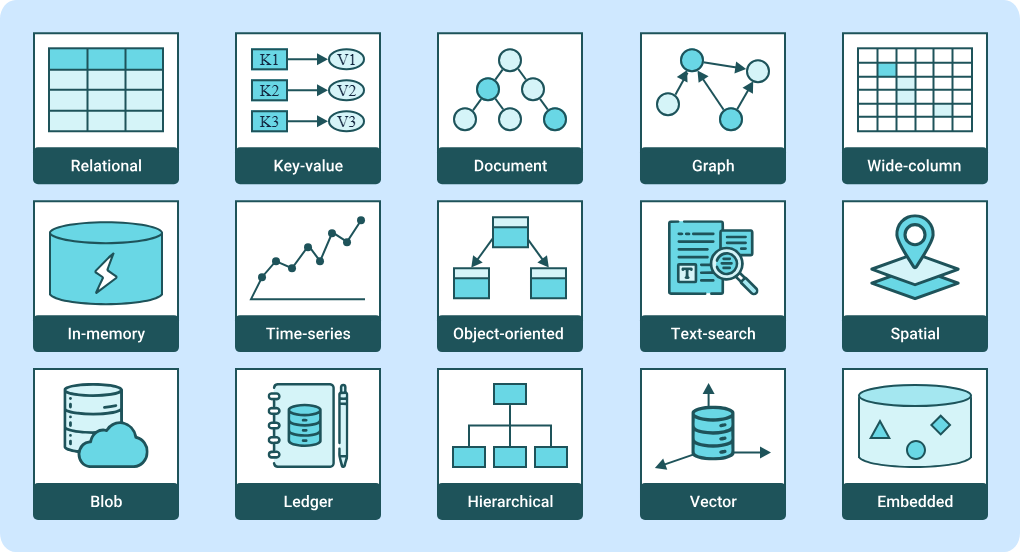 K1 V1
K2 V2
K3 V3
Relational
Key-value
Document
Graph
Wide-column
T
In-memory
Time-series
Object-oriented
Text-search
Spatial
Blob
Ledger
Hierarchical
Vector
Embedded